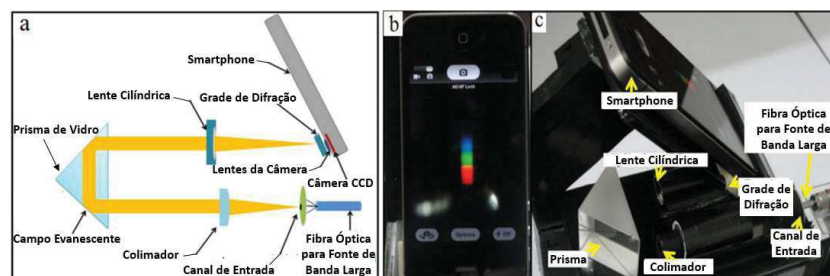 a
Smartphone
Lente Cilíndrica
Grade de Difração
Prisma de Vidro
Lentes da Câmera
Câmera CCD
Campo Evanescente
Colimador
Canal de Entrada
Fibra Óptica
para Fonte de
Banda Larga
b
AE/AF Lock
Options
Off
c
Smartphone
Fibra Óptica
para Fonte de
Banda Larga
Lente Cilíndrica
Grade de
Difração
Canal de
Entrada
Prisma
Colimador